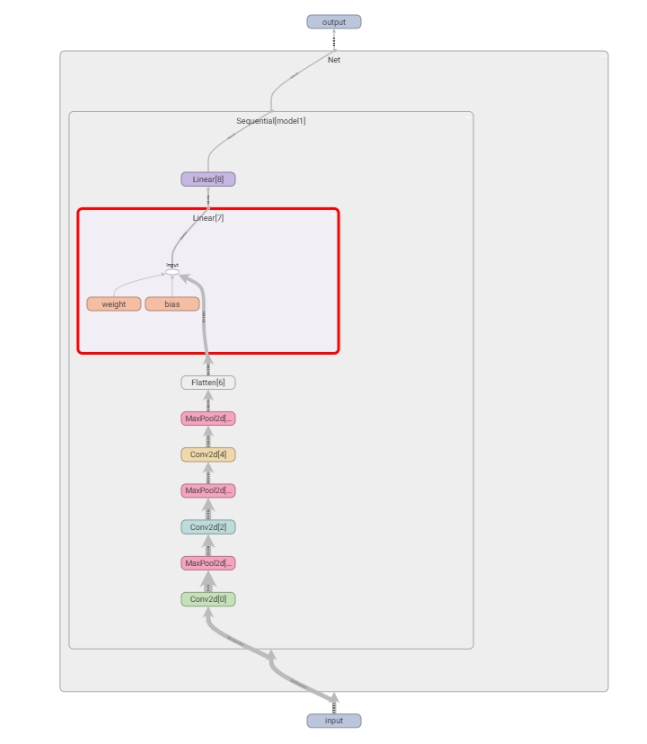 output
Net
Sequential[model1]
Linear[8]
Linear[7]
Input
weight
bias
Flatten[6]
MaxPool2d[...
Conv2d[4]
MaxPool2d[...
Conv2d[2]
MaxPool2d[...
Conv2d[0]
input